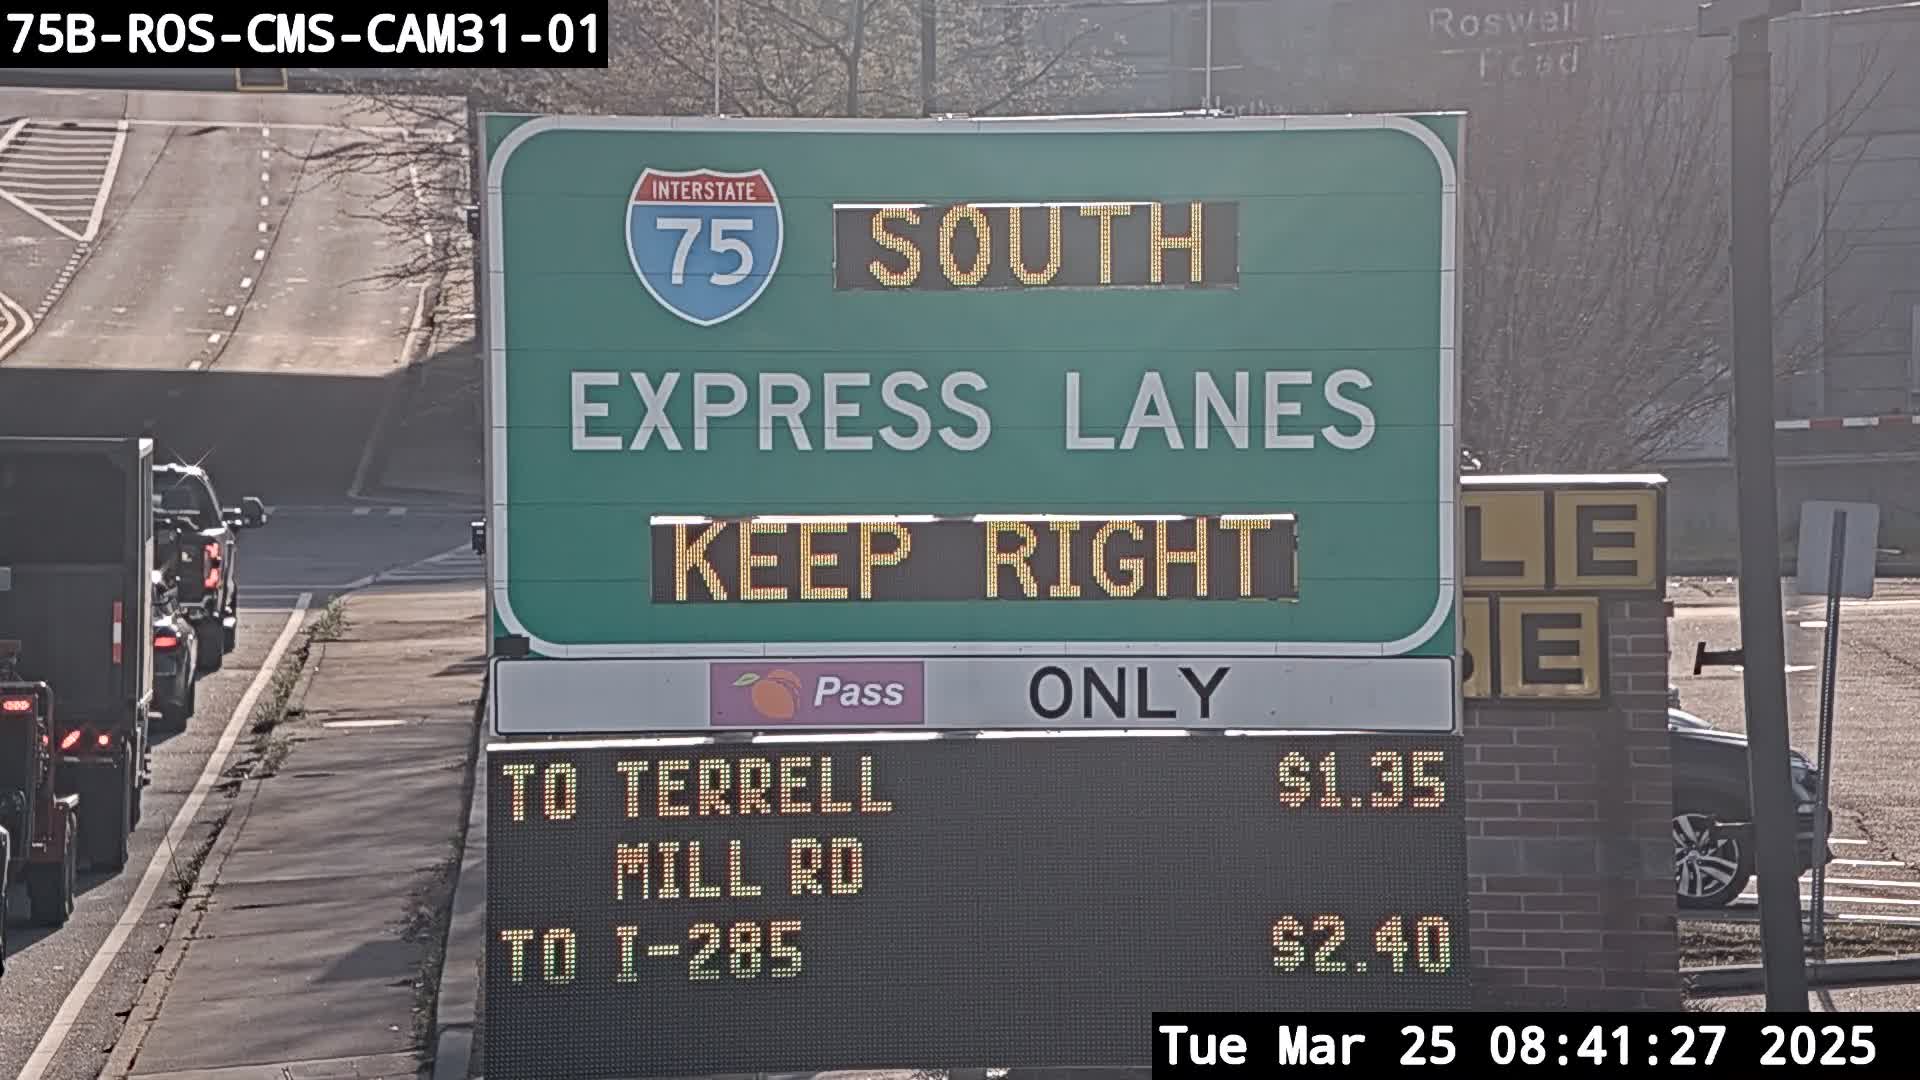 75B-ROS-CMS-CAM31-01
Roswell
Road
INTERSTATE
75
SOUTH
EXPRESS LANES
KEEP RIGHT
Pass ONLY
TO TERRELL $1.35
MILL RD
TO I-285 $2.40
LE
E
Tue Mar 25 08:41:27 2025